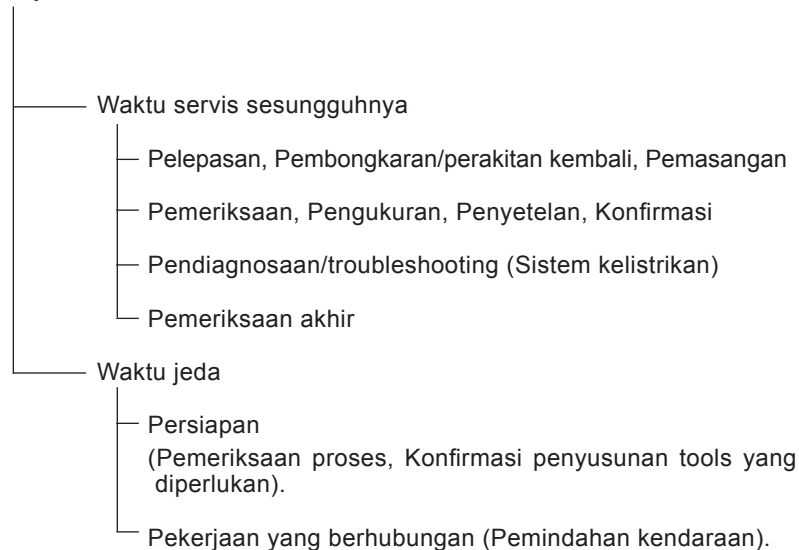 Waktu servis sesungguhnya
Pelepasan, Pembongkaran/perakitan kembali, Pemasangan
Pemeriksaan, Pengukuran, Penyetelan, Konfirmasi
Pendiagnosaan/troubleshooting (Sistem kelistrikan)
Pemeriksaan akhir
Waktu jeda
Persiapan
(Pemeriksaan proses, Konfirmasi penyusunan tools yang
diperlukan).
Pekerjaan yang berhubungan (Pemindahan kendaraan).